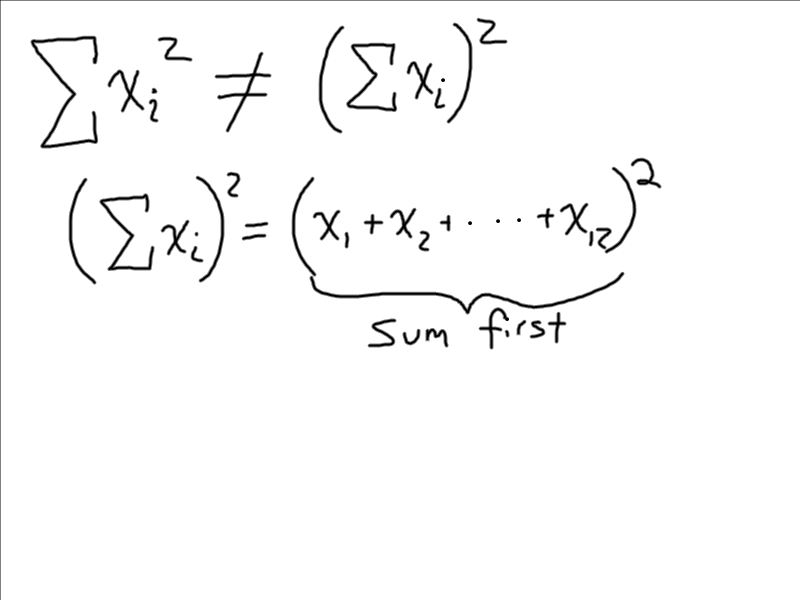 ∑xᵢ² ≠ (∑xᵢ)²
(∑xᵢ)² = (x₁ + x₂ + · · · + x₁₂)²
Sum first